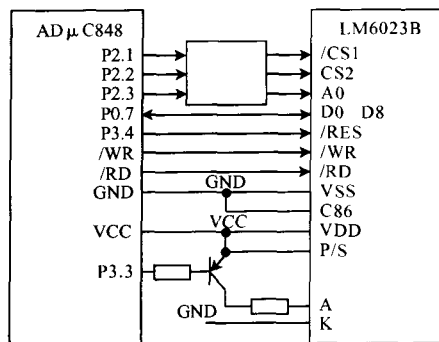 ADμC848
LM6023B
P2.1
/CS1
P2.2
CS2
P2.3
A0
P0.7
D0 D8
P3.4
/RES
/WR
/WR
/RD
/RD
GND
GND
VSS
C86
VCC
VCC
VDD
P/S
P3.3
A
GND
K